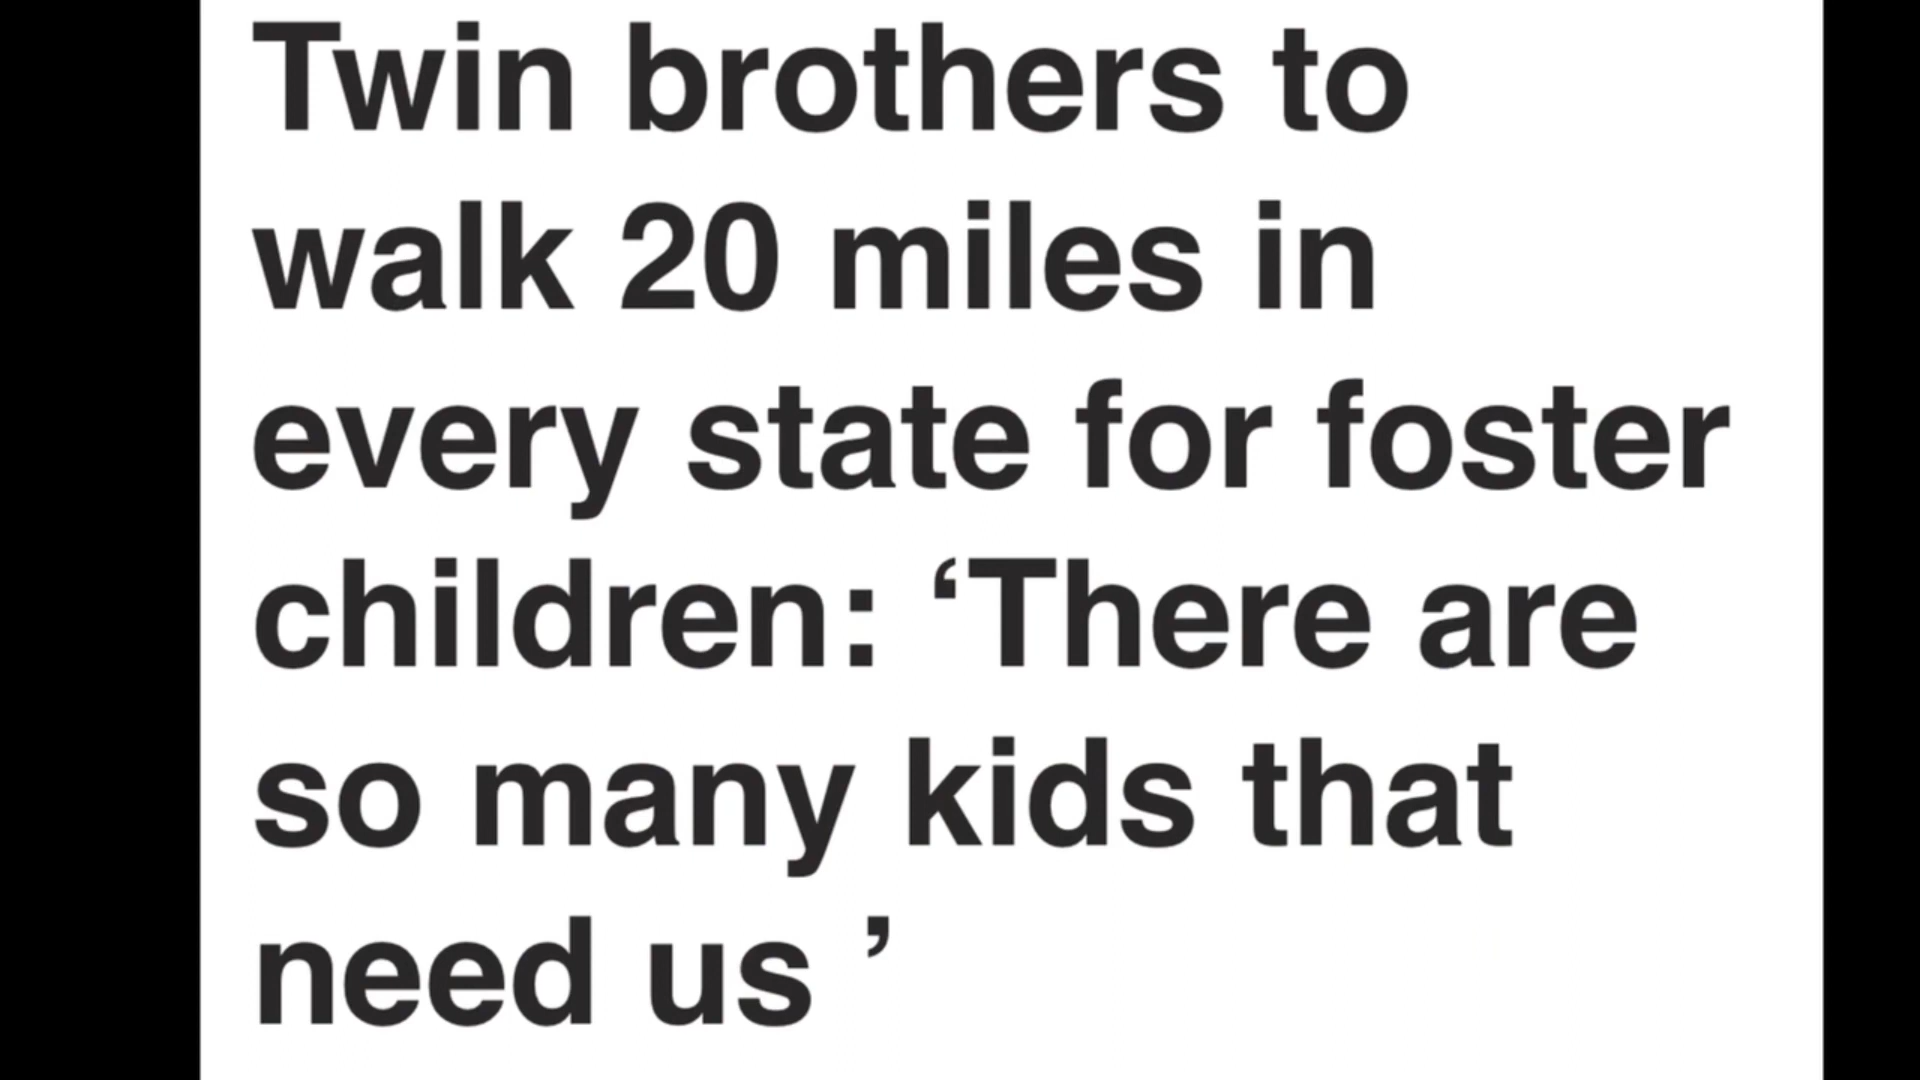 Twin brothers to
walk 20 miles in
every state for foster
children: ‘There are
so many kids that
need us ’